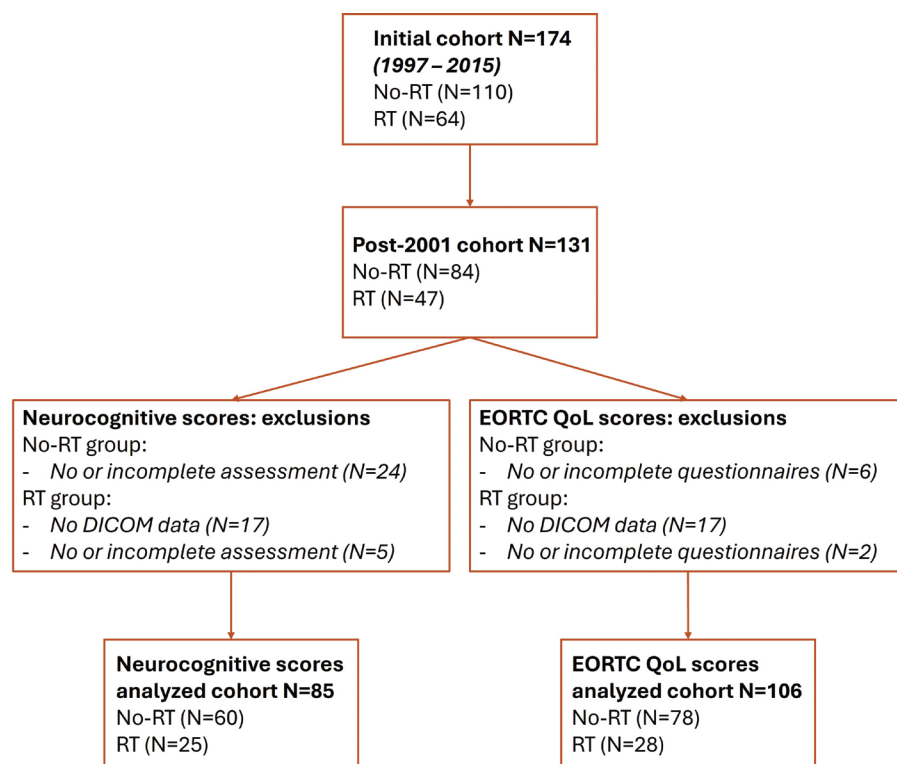 Initial cohort N=174
(1997 – 2015)
No-RT (N=110)
RT (N=64)
Post-2001 cohort N=131
No-RT (N=84)
RT (N=47)
Neurocognitive scores: exclusions
No-RT group:
- No or incomplete assessment (N=24)
RT group:
- No DICOM data (N=17)
- No or incomplete assessment (N=5)
EORTC QoL scores: exclusions
No-RT group:
- No or incomplete questionnaires (N=6)
RT group:
- No DICOM data (N=17)
- No or incomplete questionnaires (N=2)
Neurocognitive scores
analyzed cohort N=85
No-RT (N=60)
RT (N=25)
EORTC QoL scores
analyzed cohort N=106
No-RT (N=78)
RT (N=28)